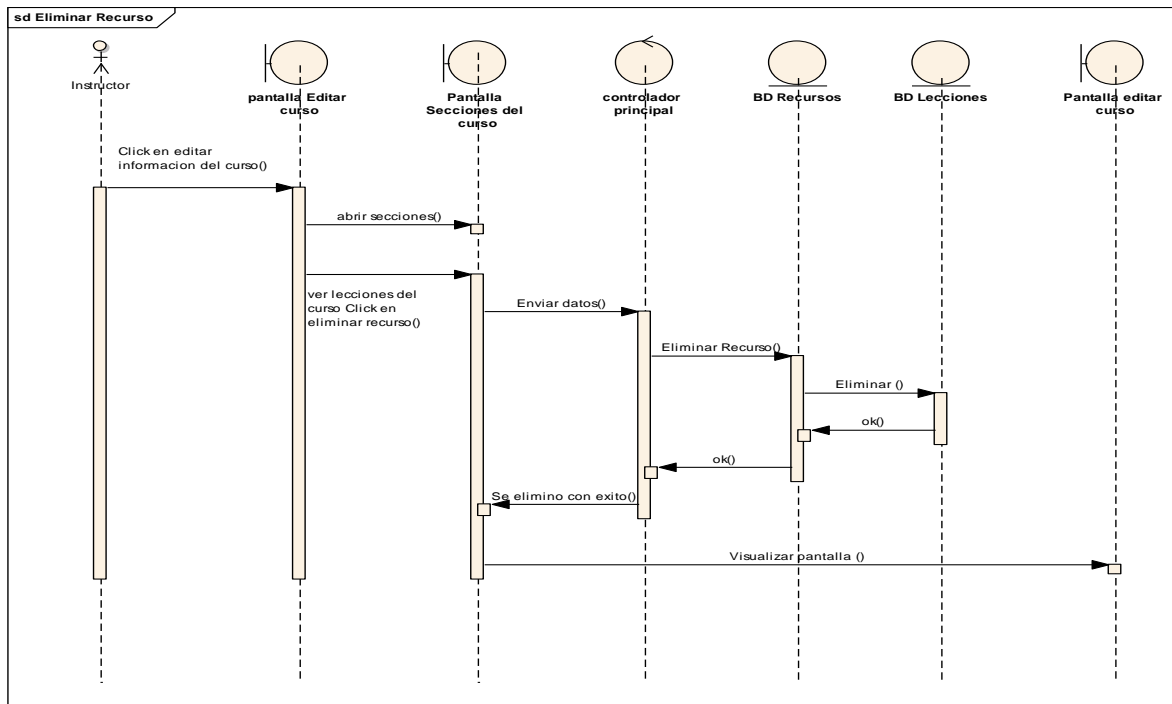 sd Eliminar Recurso
Instructor
pantalla Editar
curso
Pantalla
Secciones del
curso
controlador
principal
BD Recursos
BD Lecciones
Pantalla editar
curso
Click en editar
informacion del curso()
abrir secciones()
ver lecciones del
curso Click en
eliminar recurso()
Enviar datos()
Eliminar Recurso()
Eliminar ()
ok()
ok()
Se elimino con exito()
Visualizar pantalla ()